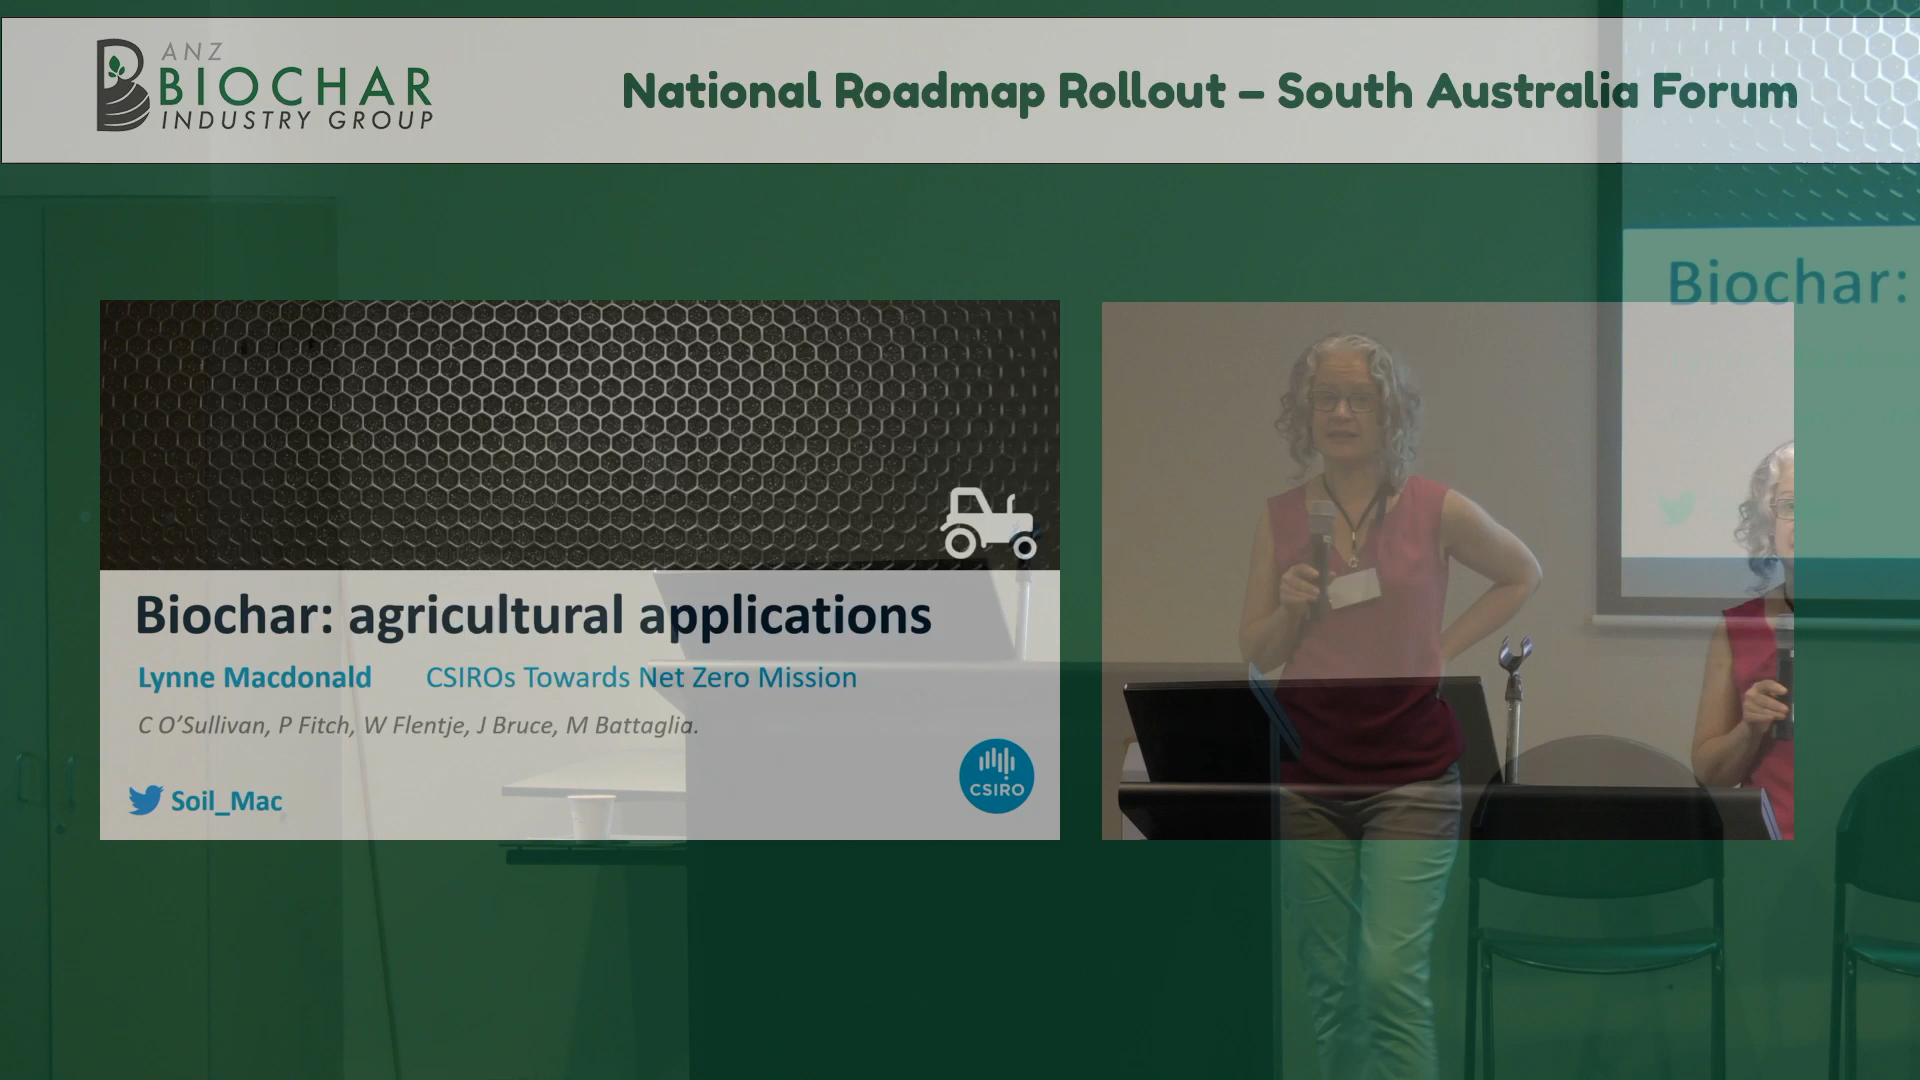 ANZ
BIOCHAR
INDUSTRY GROUP
National Roadmap Rollout – South Australia Forum
Biochar:
Biochar: agricultural applications
Lynne Macdonald CSIROs Towards Net Zero Mission
C O'Sullivan, P Fitch, W Flentje, J Bruce, M Battaglia.
Soil_Mac
CSIRO